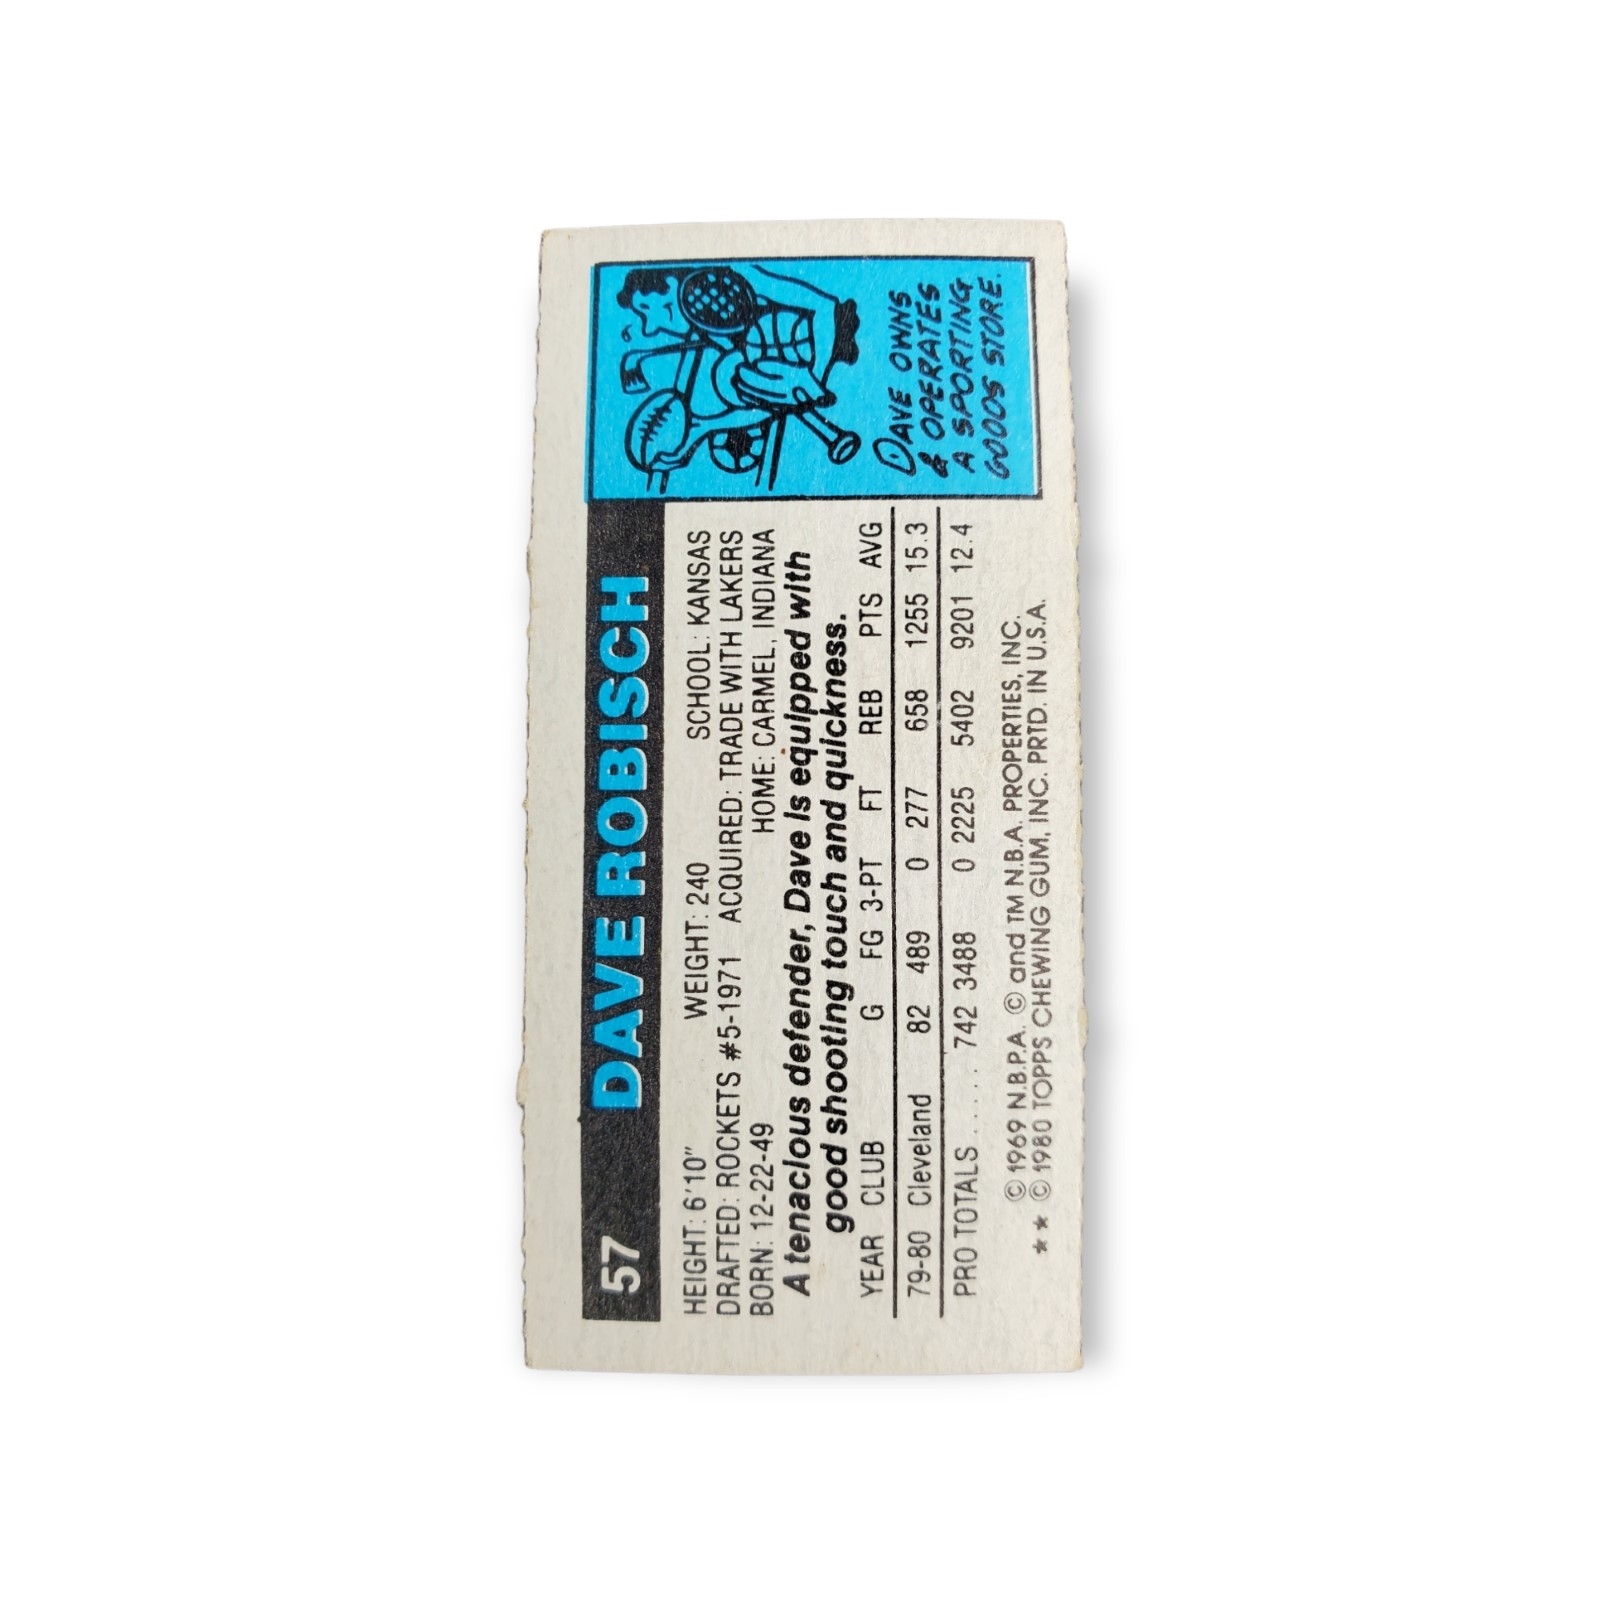 57 DAVE ROBISCH
HEIGHT: 6'10" WEIGHT: 240 SCHOOL: KANSAS
DRAFTED: ROCKETS #5-1971 ACQUIRED: TRADE WITH LAKERS
BORN: 12-22-49 HOME: CARMEL, INDIANA
A tenacious defender, Dave is equipped with
good shooting touch and quickness.
YEAR CLUB G FG 3-PT FT REB PTS AVG
79-80 Cleveland 82 489 0 277 658 1255 15.3
PRO TOTALS ..... 742 3488 0 2225 5402 9201 12.4
© 1969 N.B.P.A. © and TM N.B.A. PROPERTIES, INC.
★★ © 1980 TOPPS CHEWING GUM, INC. PRTD. IN U.S.A.
DAVE OWNS
& OPERATES
A SPORTING
GOODS STORE.